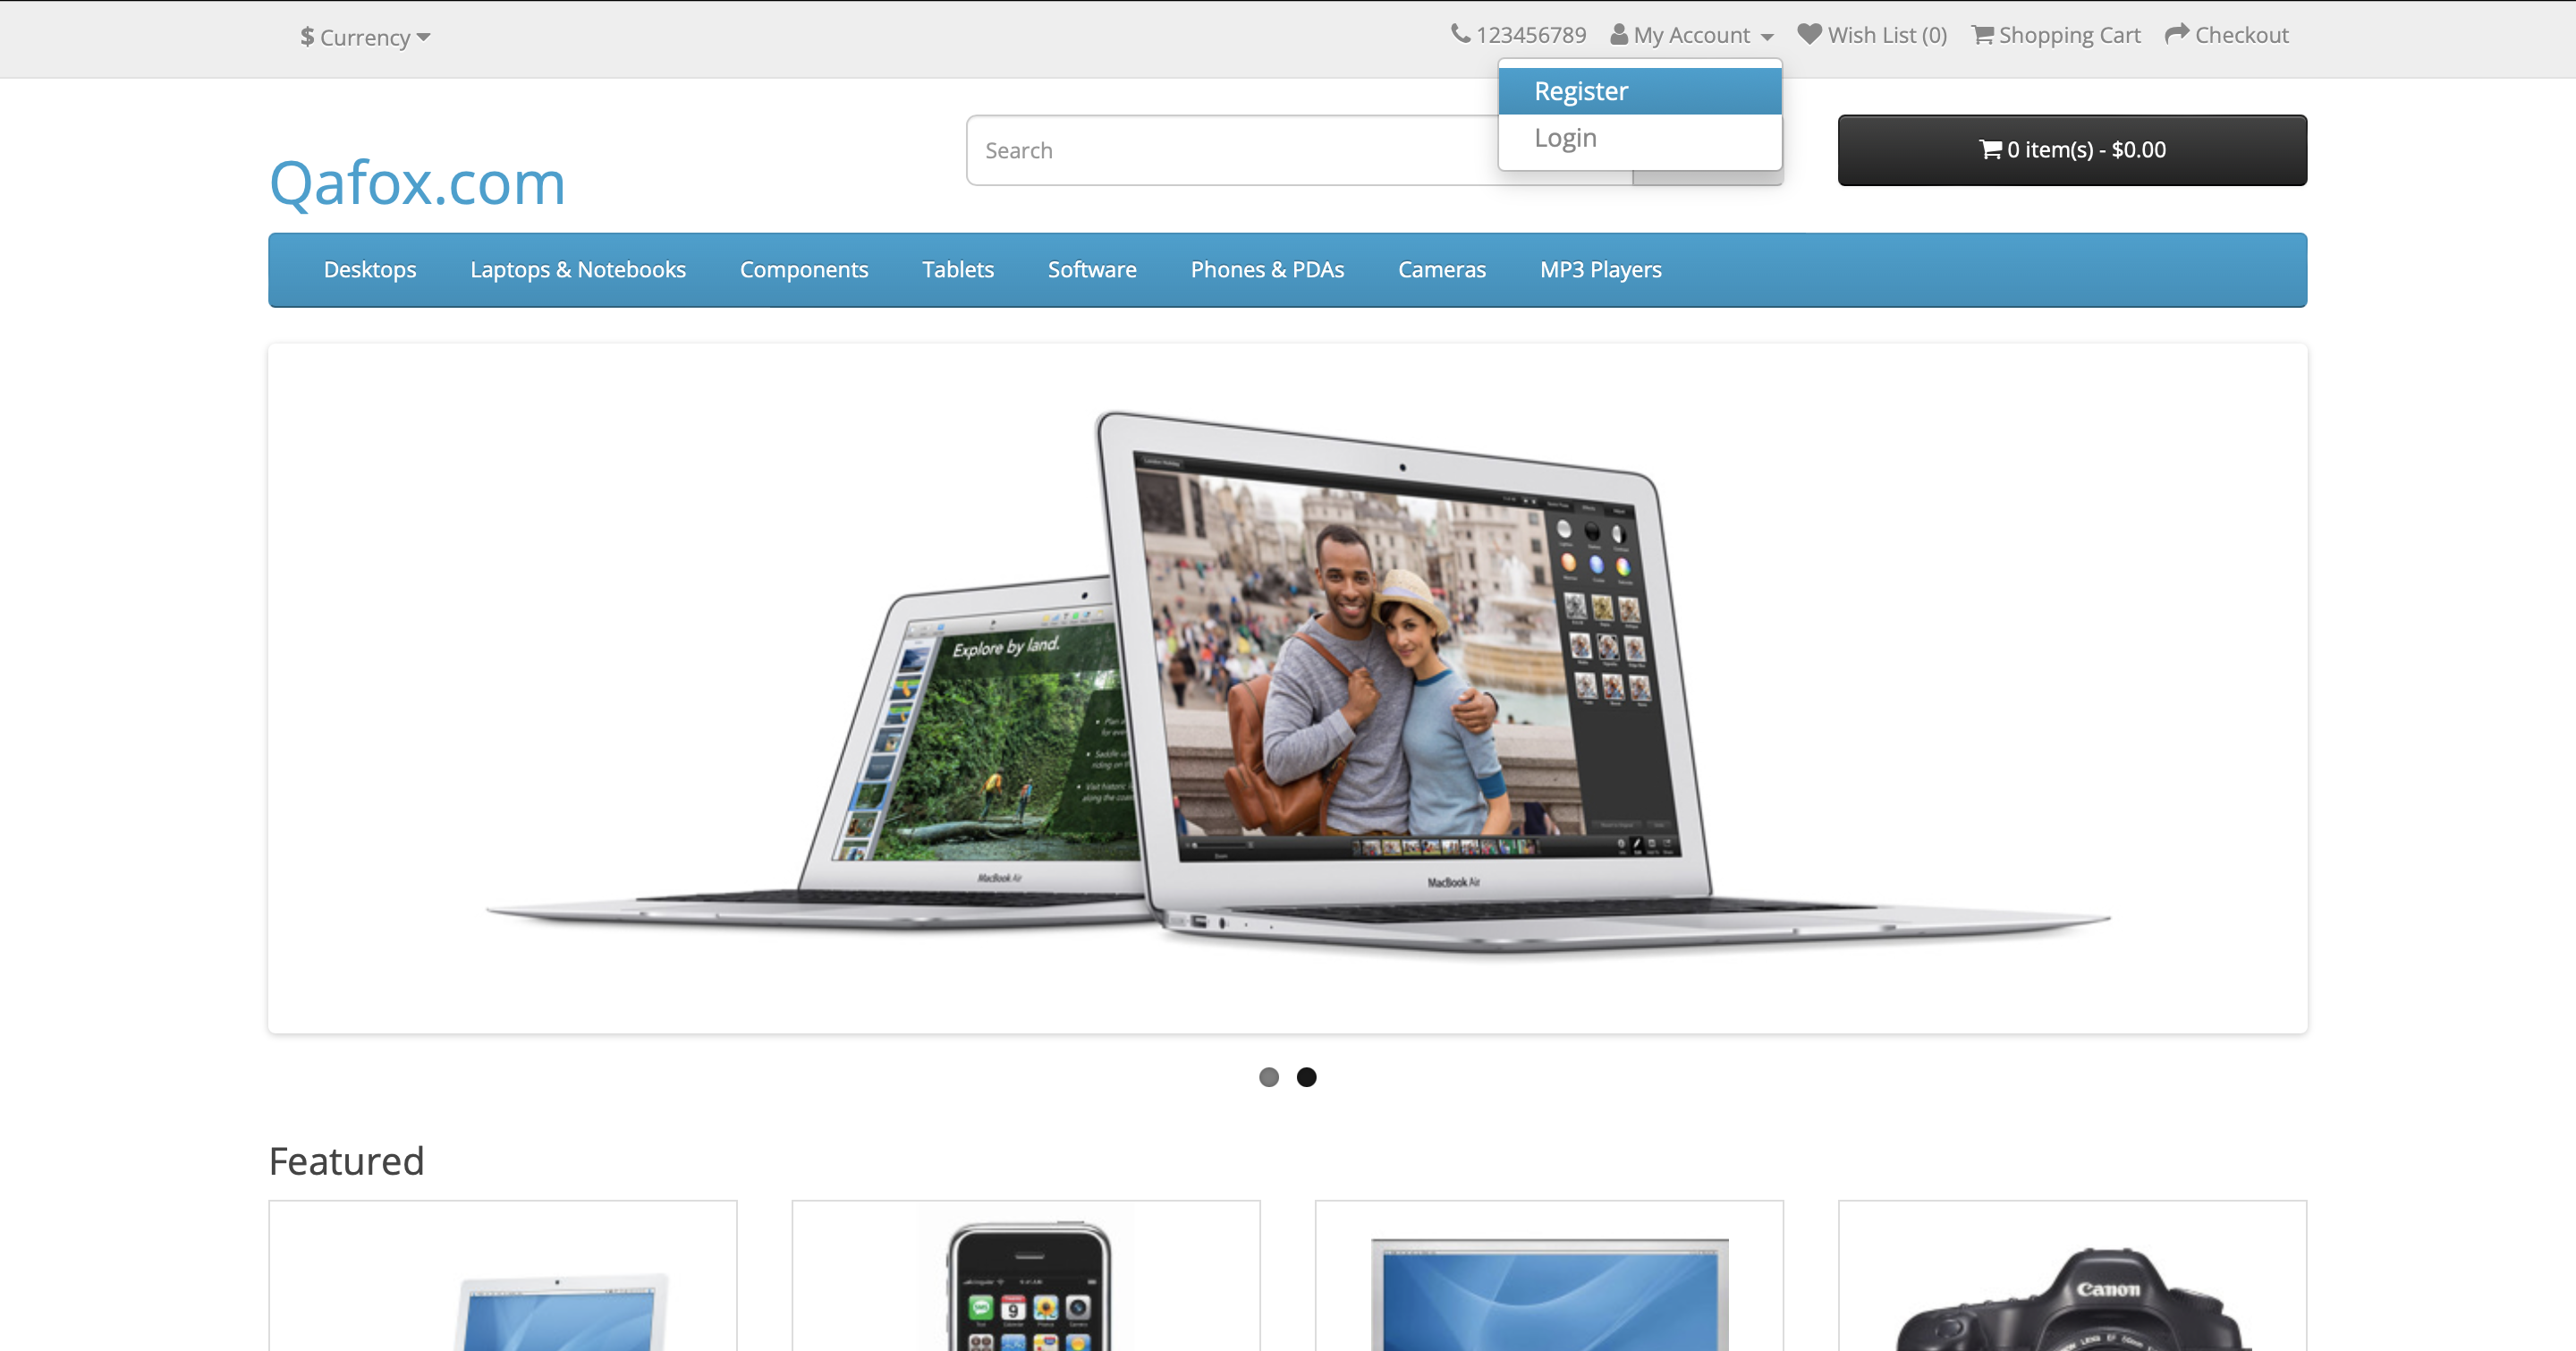 $ Currency
123456789 My Account Wish List (0) Shopping Cart Checkout
Register
Login
Search
0 item(s) - $0.00
Qafox.com
Desktops Laptops & Notebooks Components Tablets Software Phones & PDAs Cameras MP3 Players
Explore by land.
MacBook Air
MacBook Air
Featured
9
Canon